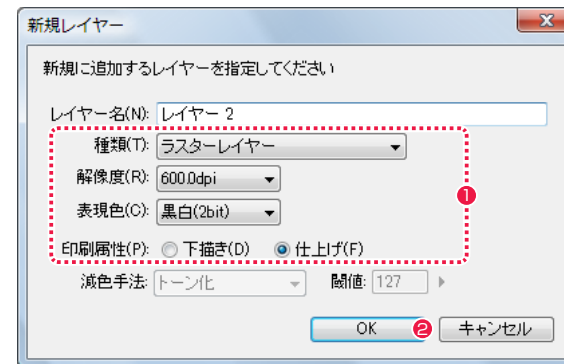 新規レイヤー
新規に追加するレイヤーを指定してください
レイヤー名(N): レイヤー 2
種類(T): ラスターレイヤー
❶
解像度(R): 600.0dpi
表現色(C): 黒白(2bit)
印刷属性(P): 下描き(D) 仕上げ(F)
減色手法: トーン化 閾値: 127
OK ❷ キャンセル